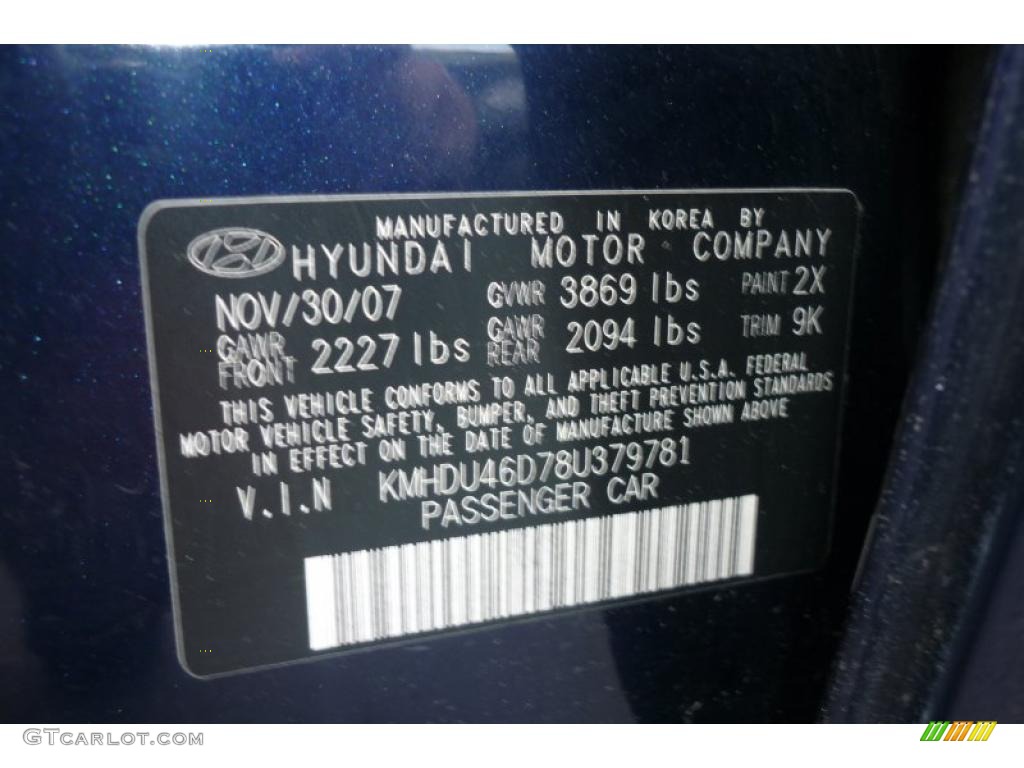 MANUFACTURED IN KOREA BY
HYUNDAI MOTOR COMPANY
NOV/30/07 GVWR 3869 lbs PAINT 2X
GAWR FRONT 2227 lbs GAWR REAR 2094 lbs TRIM 9K
THIS VEHICLE CONFORMS TO ALL APPLICABLE U.S.A. FEDERAL
MOTOR VEHICLE SAFETY, BUMPER, AND THEFT PREVENTION STANDARDS
IN EFFECT ON THE DATE OF MANUFACTURE SHOWN ABOVE
V.I.N KMHDU46D78U379781
PASSENGER CAR
GTCARLOT.COM